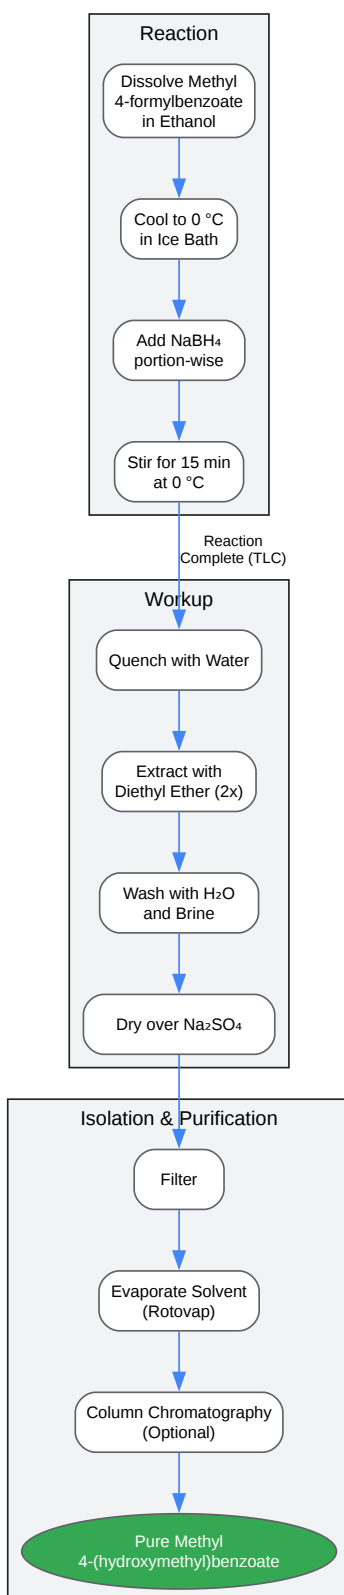 Reaction
Dissolve Methyl
4-formylbenzoate
in Ethanol
Cool to 0 °C
in Ice Bath
Add NaBH₄
portion-wise
Stir for 15 min
at 0 °C
Reaction
Complete (TLC)
Workup
Quench with Water
Extract with
Diethyl Ether (2x)
Wash with H₂O
and Brine
Dry over Na₂SO₄
Isolation & Purification
Filter
Evaporate Solvent
(Rotovap)
Column Chromatography
(Optional)
Pure Methyl
4-(hydroxymethyl)benzoate